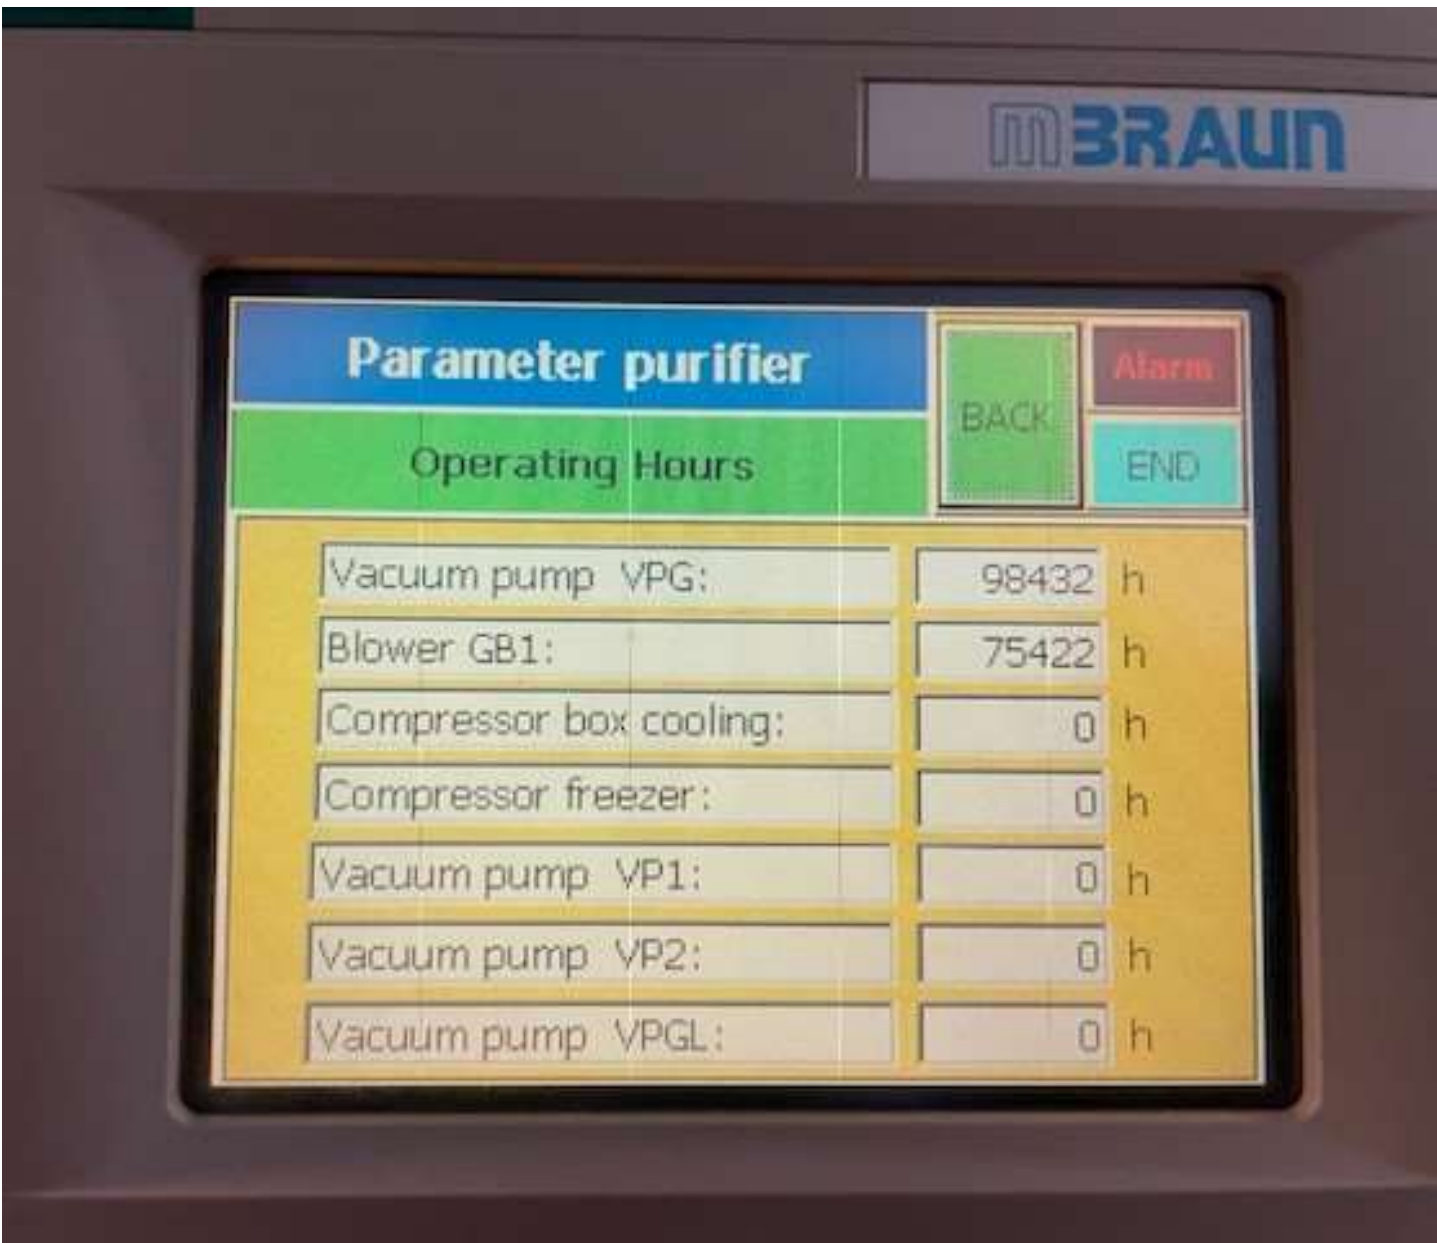 mBRAUN
Parameter purifier
BACK
Alarm
Operating Hours
END
Vacuum pump VPG: 98432 h
Blower GB1: 75422 h
Compressor box cooling: 0 h
Compressor freezer: 0 h
Vacuum pump VP1: 0 h
Vacuum pump VP2: 0 h
Vacuum pump VPGL: 0 h